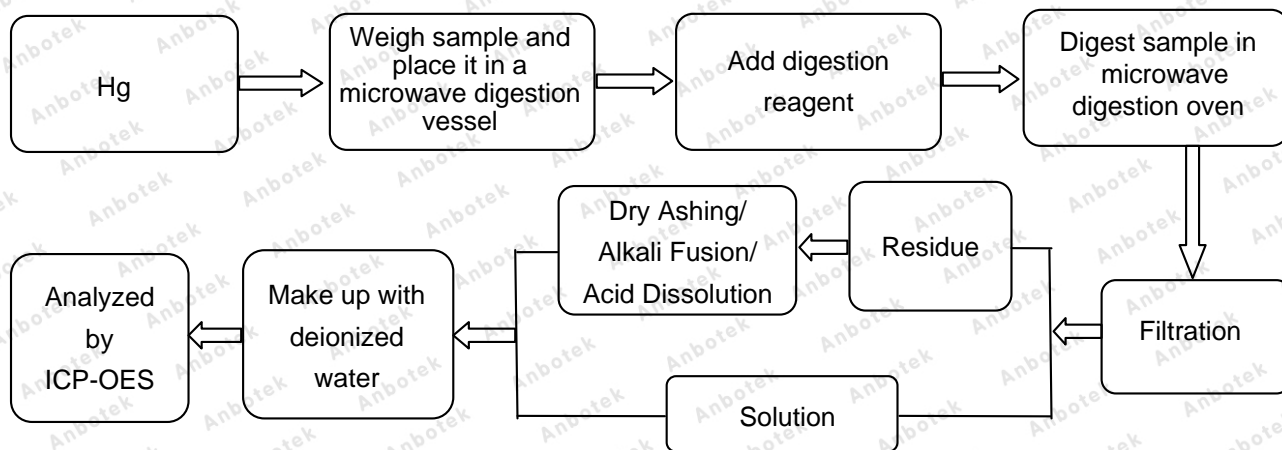 Hg
Weigh sample and
place it in a
microwave digestion
vessel
Add digestion
reagent
Digest sample in
microwave
digestion oven
Filtration
Residue
Dry Ashing/
Alkali Fusion/
Acid Dissolution
Solution
Make up with
deionized
water
Analyzed
by
ICP-OES
Anbotek